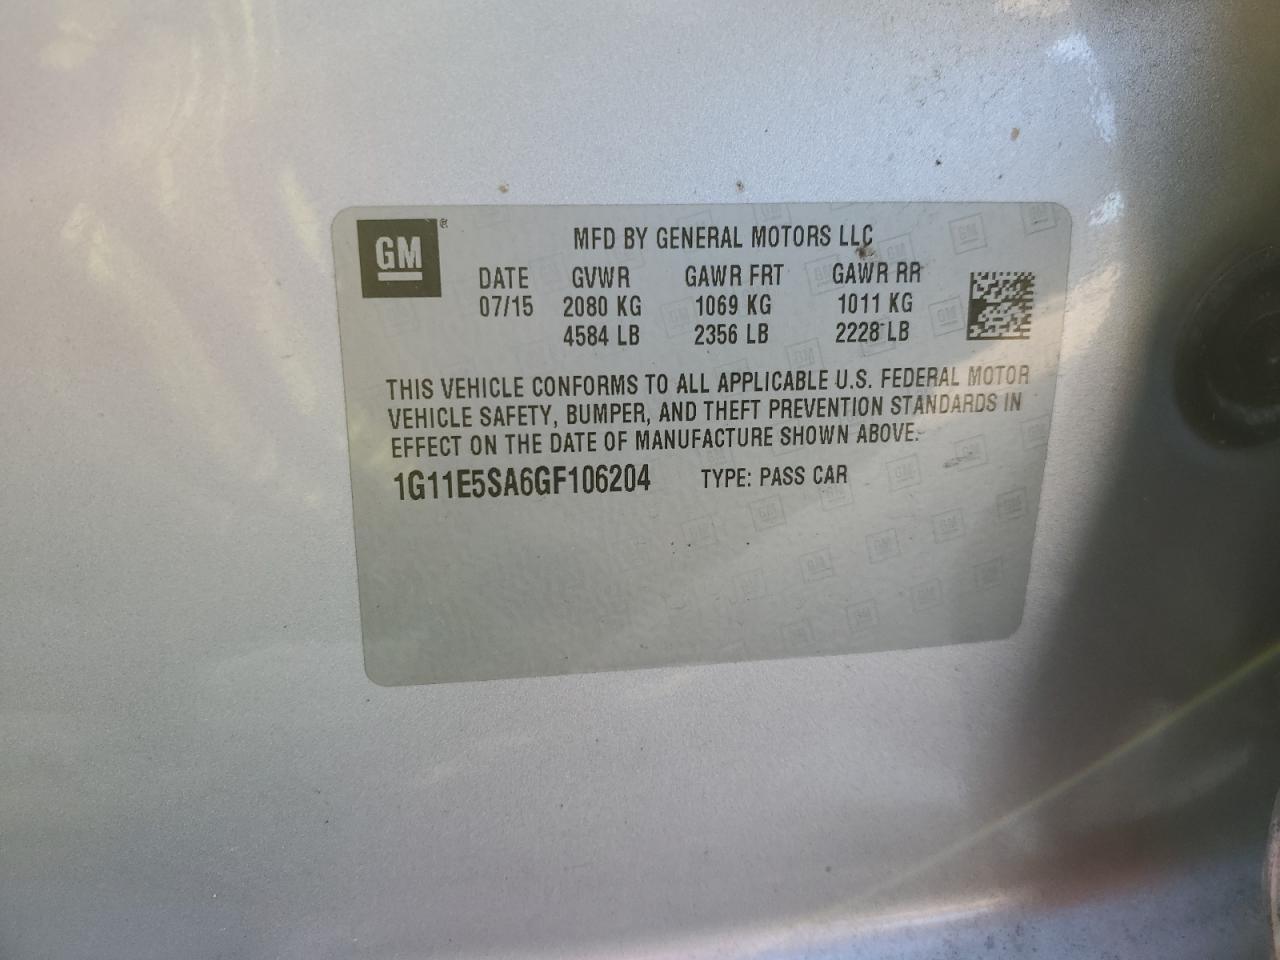 GM ®
MFD BY GENERAL MOTORS LLC
DATE GVWR GAWR FRT GAWR RR
07/15 2080 KG 1069 KG 1011 KG
4584 LB 2356 LB 2228 LB
THIS VEHICLE CONFORMS TO ALL APPLICABLE U.S. FEDERAL MOTOR
VEHICLE SAFETY, BUMPER, AND THEFT PREVENTION STANDARDS IN
EFFECT ON THE DATE OF MANUFACTURE SHOWN ABOVE.
1G11E5SA6GF106204 TYPE: PASS CAR